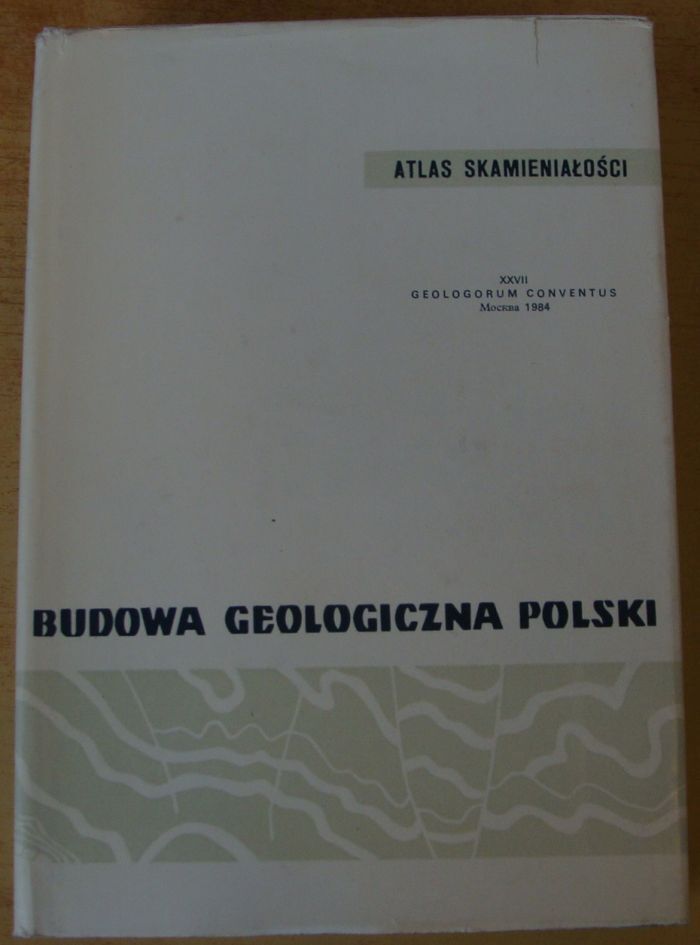 ATLAS SKAMIENIAŁOŚCI
XXVII
GEOLOGORUM CONVENTUS
Москва 1984
BUDOWA GEOLOGICZNA POLSKI